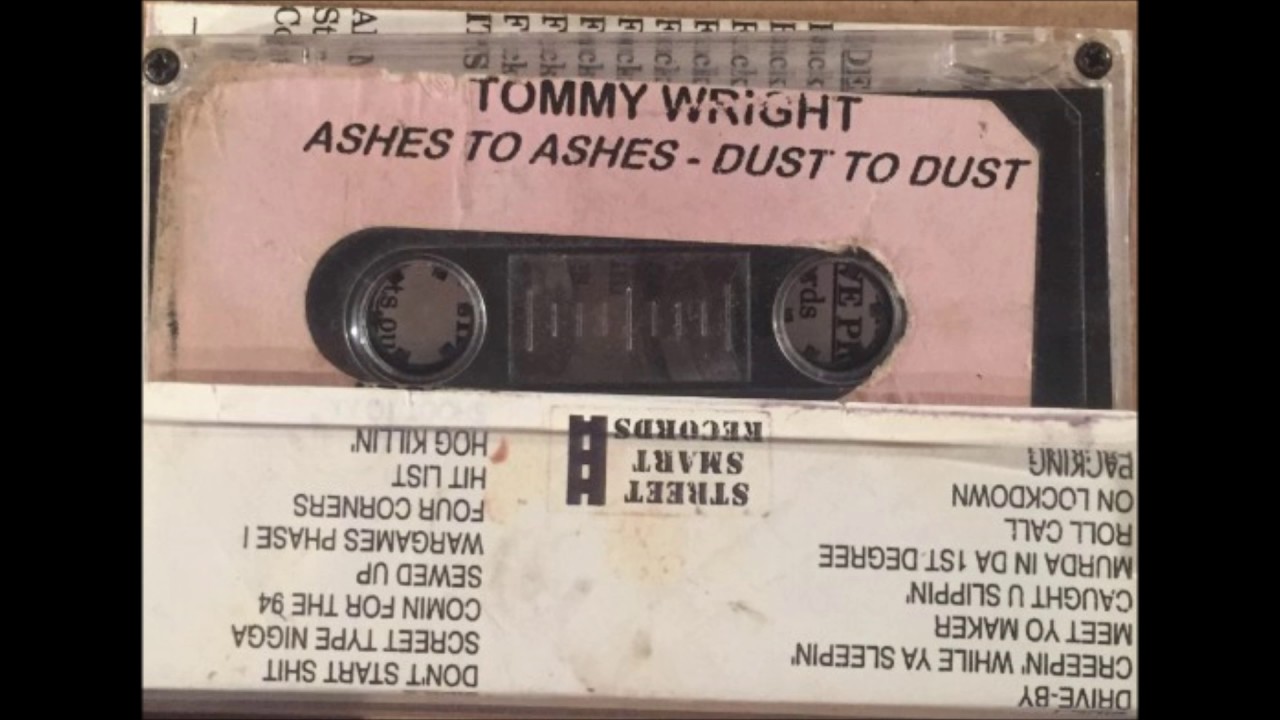 TOMMY WRIGHT
ASHES TO ASHES - DUST TO DUST
DRIVE-BY
CREEPIN' WHILE YA SLEEPIN'
MEET YO MAKER
CAUGHT U SLIPPIN'
MURDA IN DA 1ST DEGREE
ROLL CALL
ON LOCKDOWN
PACKING
STREET
SMART
RECORDS
DON'T START SHIT
SCREET TYPE NIGGA
COMIN FOR THE 94
SEWED UP
WARGAMES PHASE I
FOUR CORNERS
HIT LIST
HOG KILLIN'